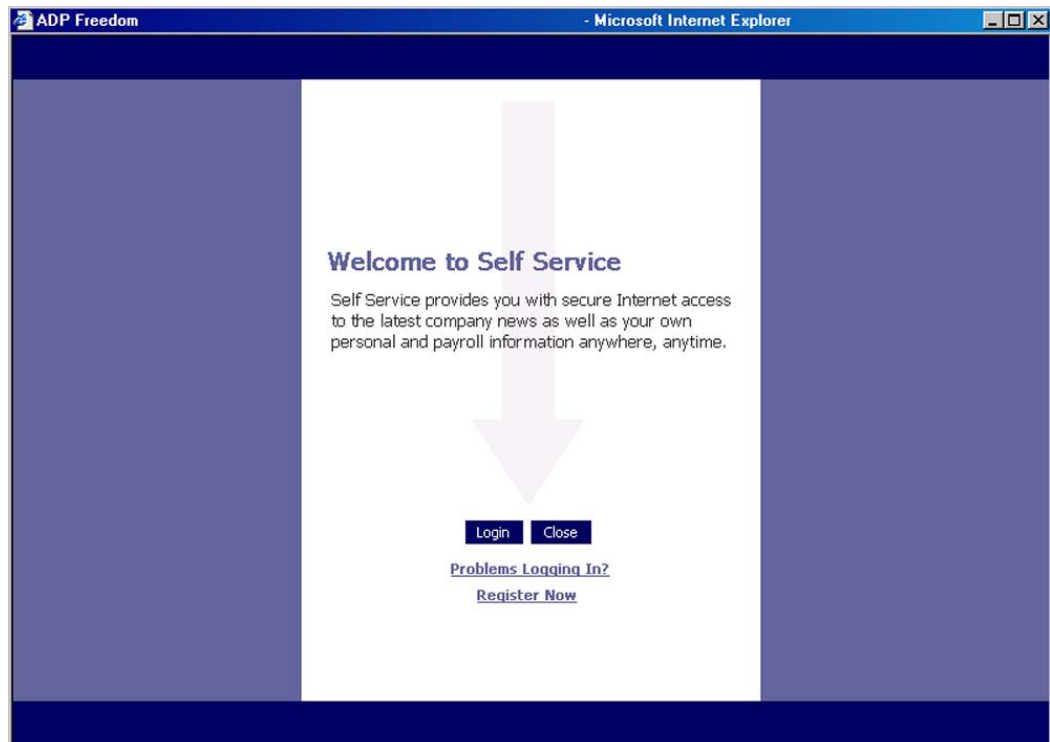 ADP Freedom - Microsoft Internet Explorer
Welcome to Self Service
Self Service provides you with secure Internet access
to the latest company news as well as your own
personal and payroll information anywhere, anytime.
Login Close
Problems Logging In?
Register Now